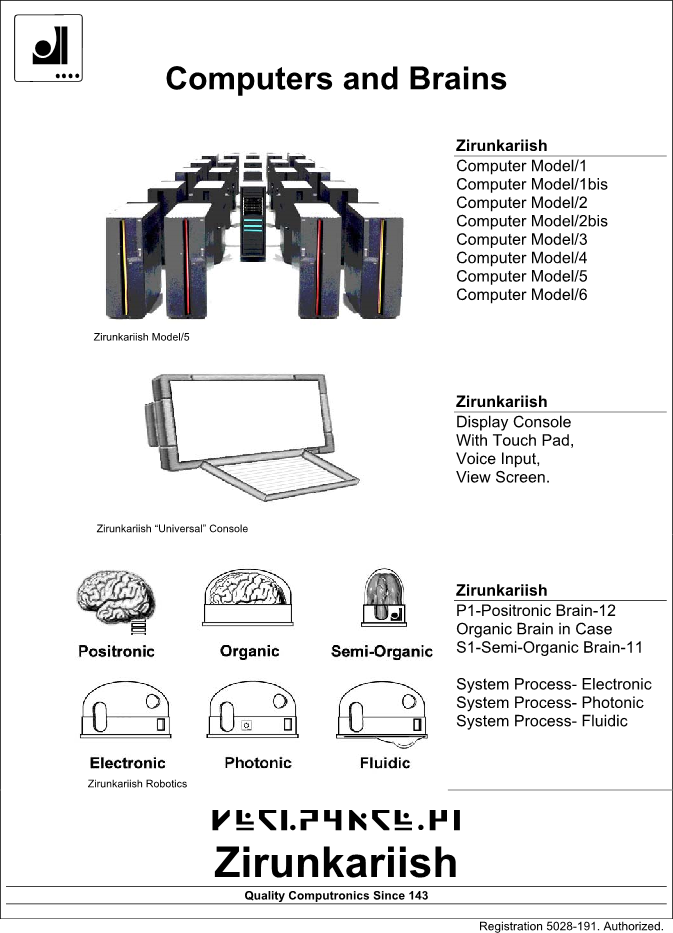 Computers and Brains
Zirunkariish
Computer Model/1
Computer Model/1bis
Computer Model/2
Computer Model/2bis
Computer Model/3
Computer Model/4
Computer Model/5
Computer Model/6
Zirunkariish Model/5
Zirunkariish
Display Console
With Touch Pad,
Voice Input,
View Screen.
Zirunkariish “Universal” Console
Zirunkariish
P1-Positronic Brain-12
Organic Brain in Case
S1-Semi-Organic Brain-11
System Process- Electronic
System Process- Photonic
System Process- Fluidic
Positronic Organic Semi-Organic
Electronic Photonic Fluidic
Zirunkariish Robotics
Zirunkariish
Quality Computronics Since 143
Registration 5028-191. Authorized.